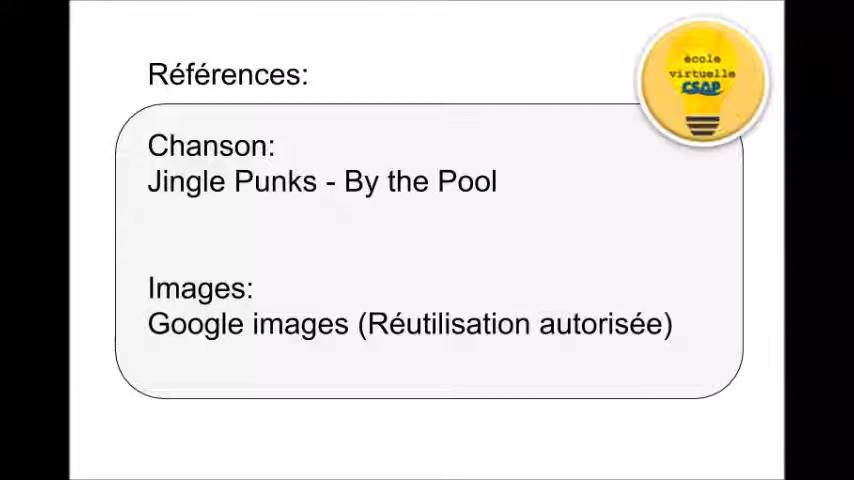 Références:
école
virtuelle
CSAP
Chanson:
Jingle Punks - By the Pool
Images:
Google images (Réutilisation autorisée)